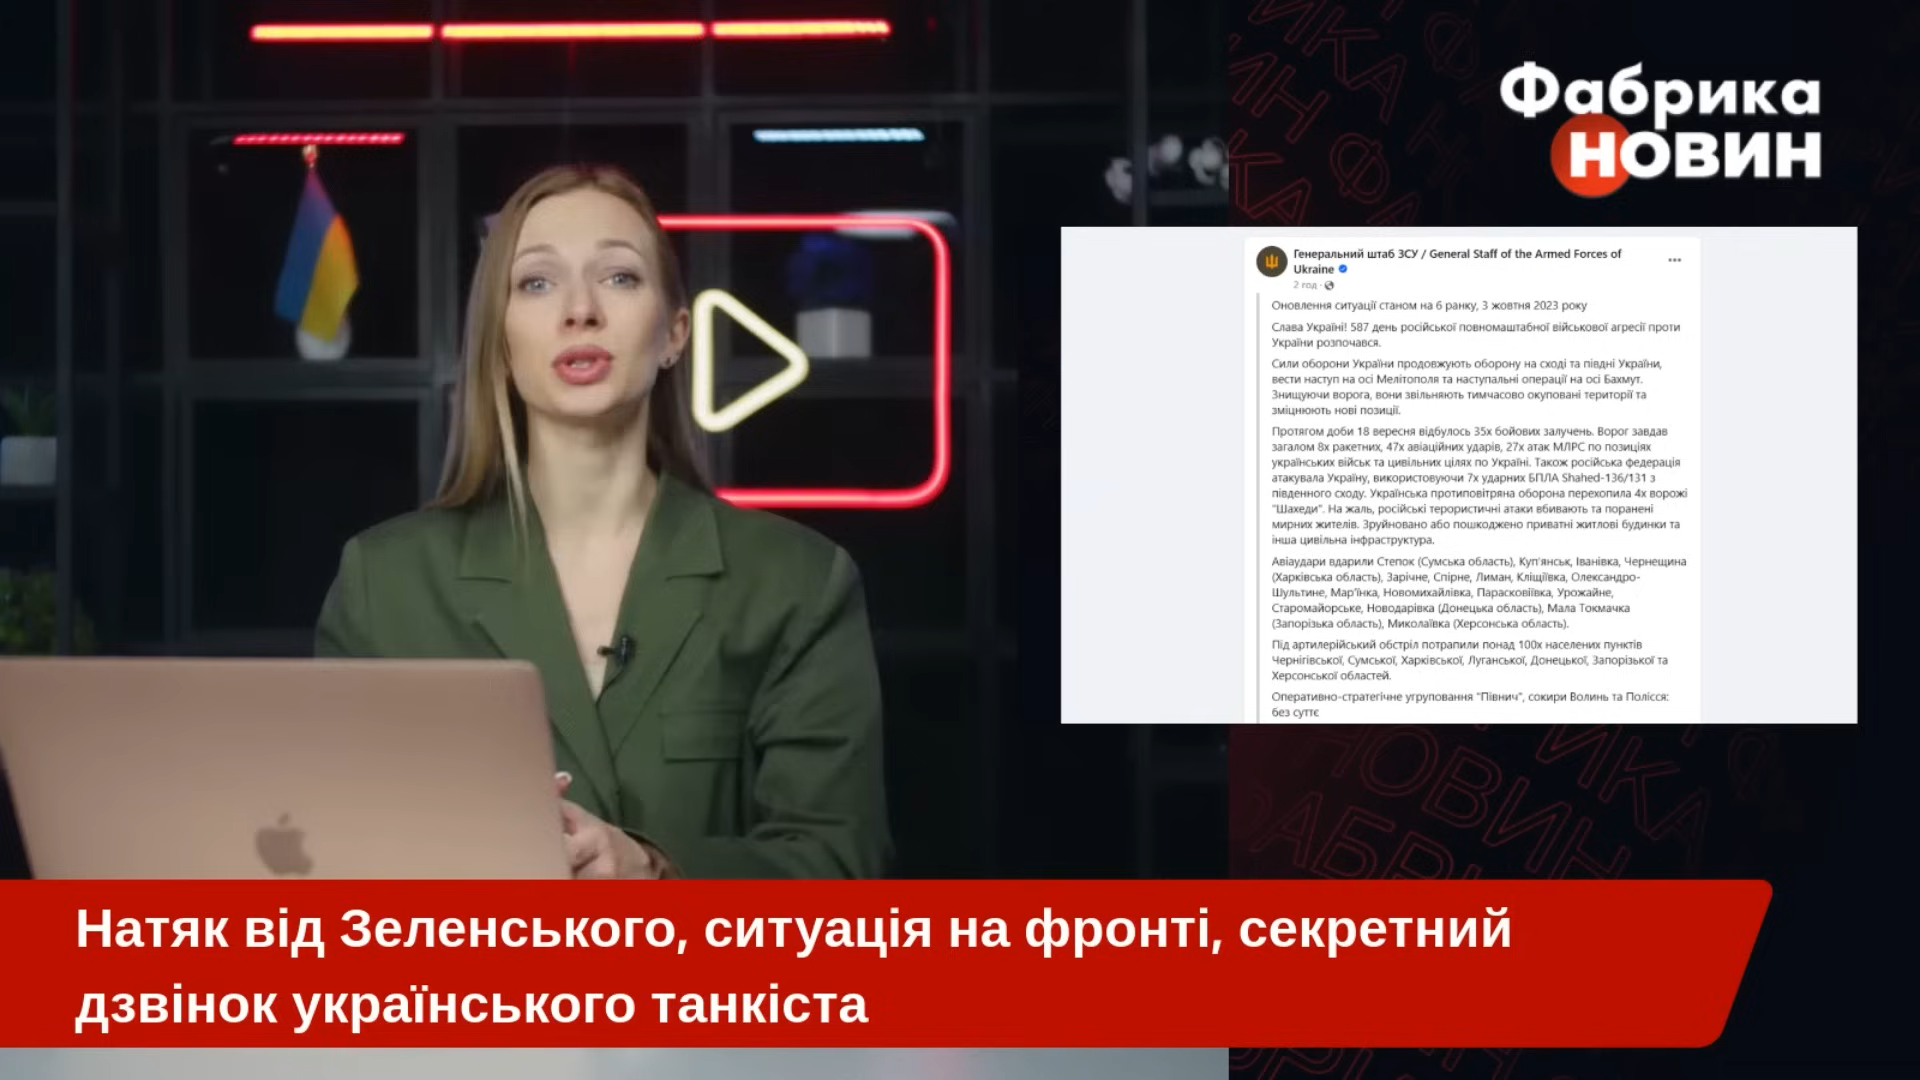 Фабрика
новин
Генеральний штаб ЗСУ / General Staff of the Armed Forces of
Ukraine
2 год ·
Оновлення ситуації станом на 6 ранку, 3 жовтня 2023 року
Слава Україні! 587 день російської повномаштабної військової агресії проти
України розпочався.
Сили оборони України продовжують оборону на сході та півдні України,
вести наступ на осі Мелітополя та наступальні операції на осі Бахмут.
Знищуючи ворога, вони звільняють тимчасово окуповані території та
зміцнюють нові позиції.
Протягом доби 18 вересня відбулось 35x бойових залучень. Ворог завдав
загалом 8x ракетних, 47x авіаційних ударів, 27x атак МЛРС по позиціях
українських військ та цивільних цілях по Україні. Також російська федерація
атакувала Україну, використовуючи 7x ударних БПЛА Shahed-136/131 з
південного сходу. Українська протиповітряна оборона перехопила 4x ворожі
"Шахеди". На жаль, російські терористичні атаки вбивають та поранені
мирних жителів. Зруйновано або пошкоджено приватні житлові будинки та
інша цивільна інфраструктура.
Авіаудари вдарили Степок (Сумська область), Куп'янськ, Іванівка, Чернещина
(Харківська область), Зарічне, Спірне, Лиман, Кліщіївка, Олександро-
Шультине, Мар'їнка, Новомихайлівка, Парасковіївка, Урожайне,
Старомайорське, Новодарівка (Донецька область), Мала Токмачка
(Запорізька область), Миколаївка (Херсонська область).
Під артилерійський обстріл потрапили понад 100x населених пунктів
Чернігівської, Сумської, Харківської, Луганської, Донецької, Запорізької та
Херсонської областей.
Оперативно-стратегічне угруповання "Північ", сокири Волинь та Полісся:
без суттє
Натяк від Зеленського, ситуація на фронті, секретний
дзвінок українського танкіста